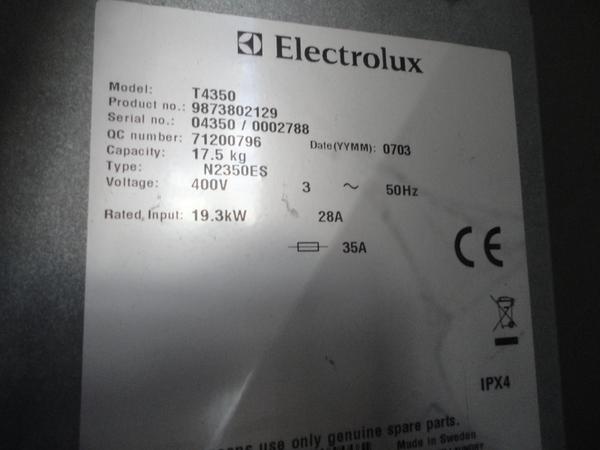 Electrolux
Model: T4350
Product no.: 9873802129
Serial no.: 04350 / 0002788
QC number: 71200796 Date(YYMM): 0703
Capacity: 17.5 kg
Type: N2350ES
Voltage: 400V 3 ~ 50Hz
Rated, Input: 19.3kW 28A
35A
CE
IPX4
use only genuine spare parts.
Made in Sweden